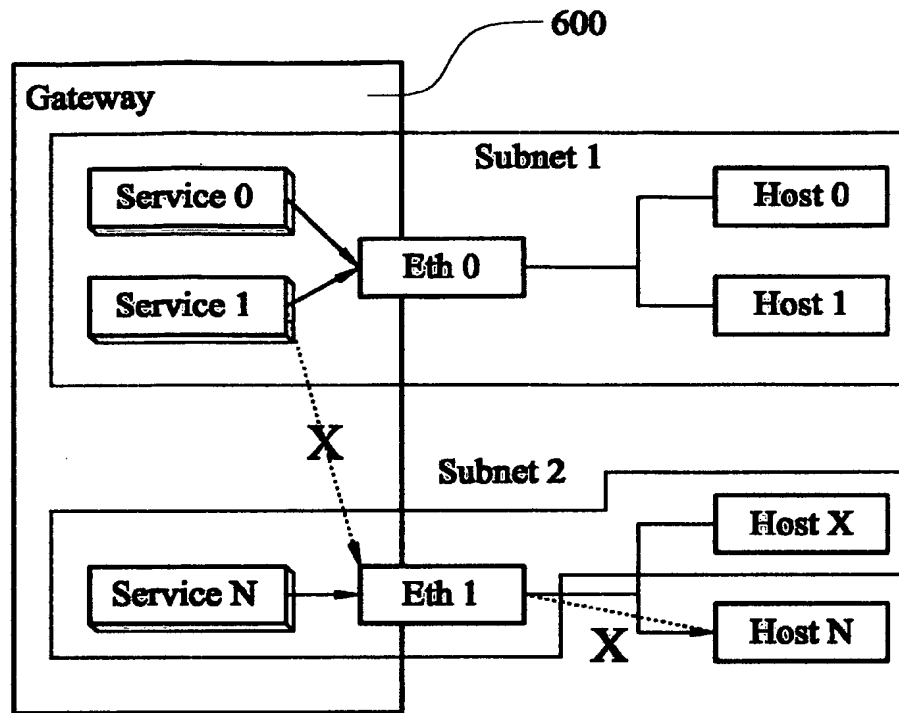 600
Gateway
Subnet 1
Service 0
Host 0
Eth 0
Service 1
Host 1
X
Subnet 2
Host X
Service N
Eth 1
Host N
X